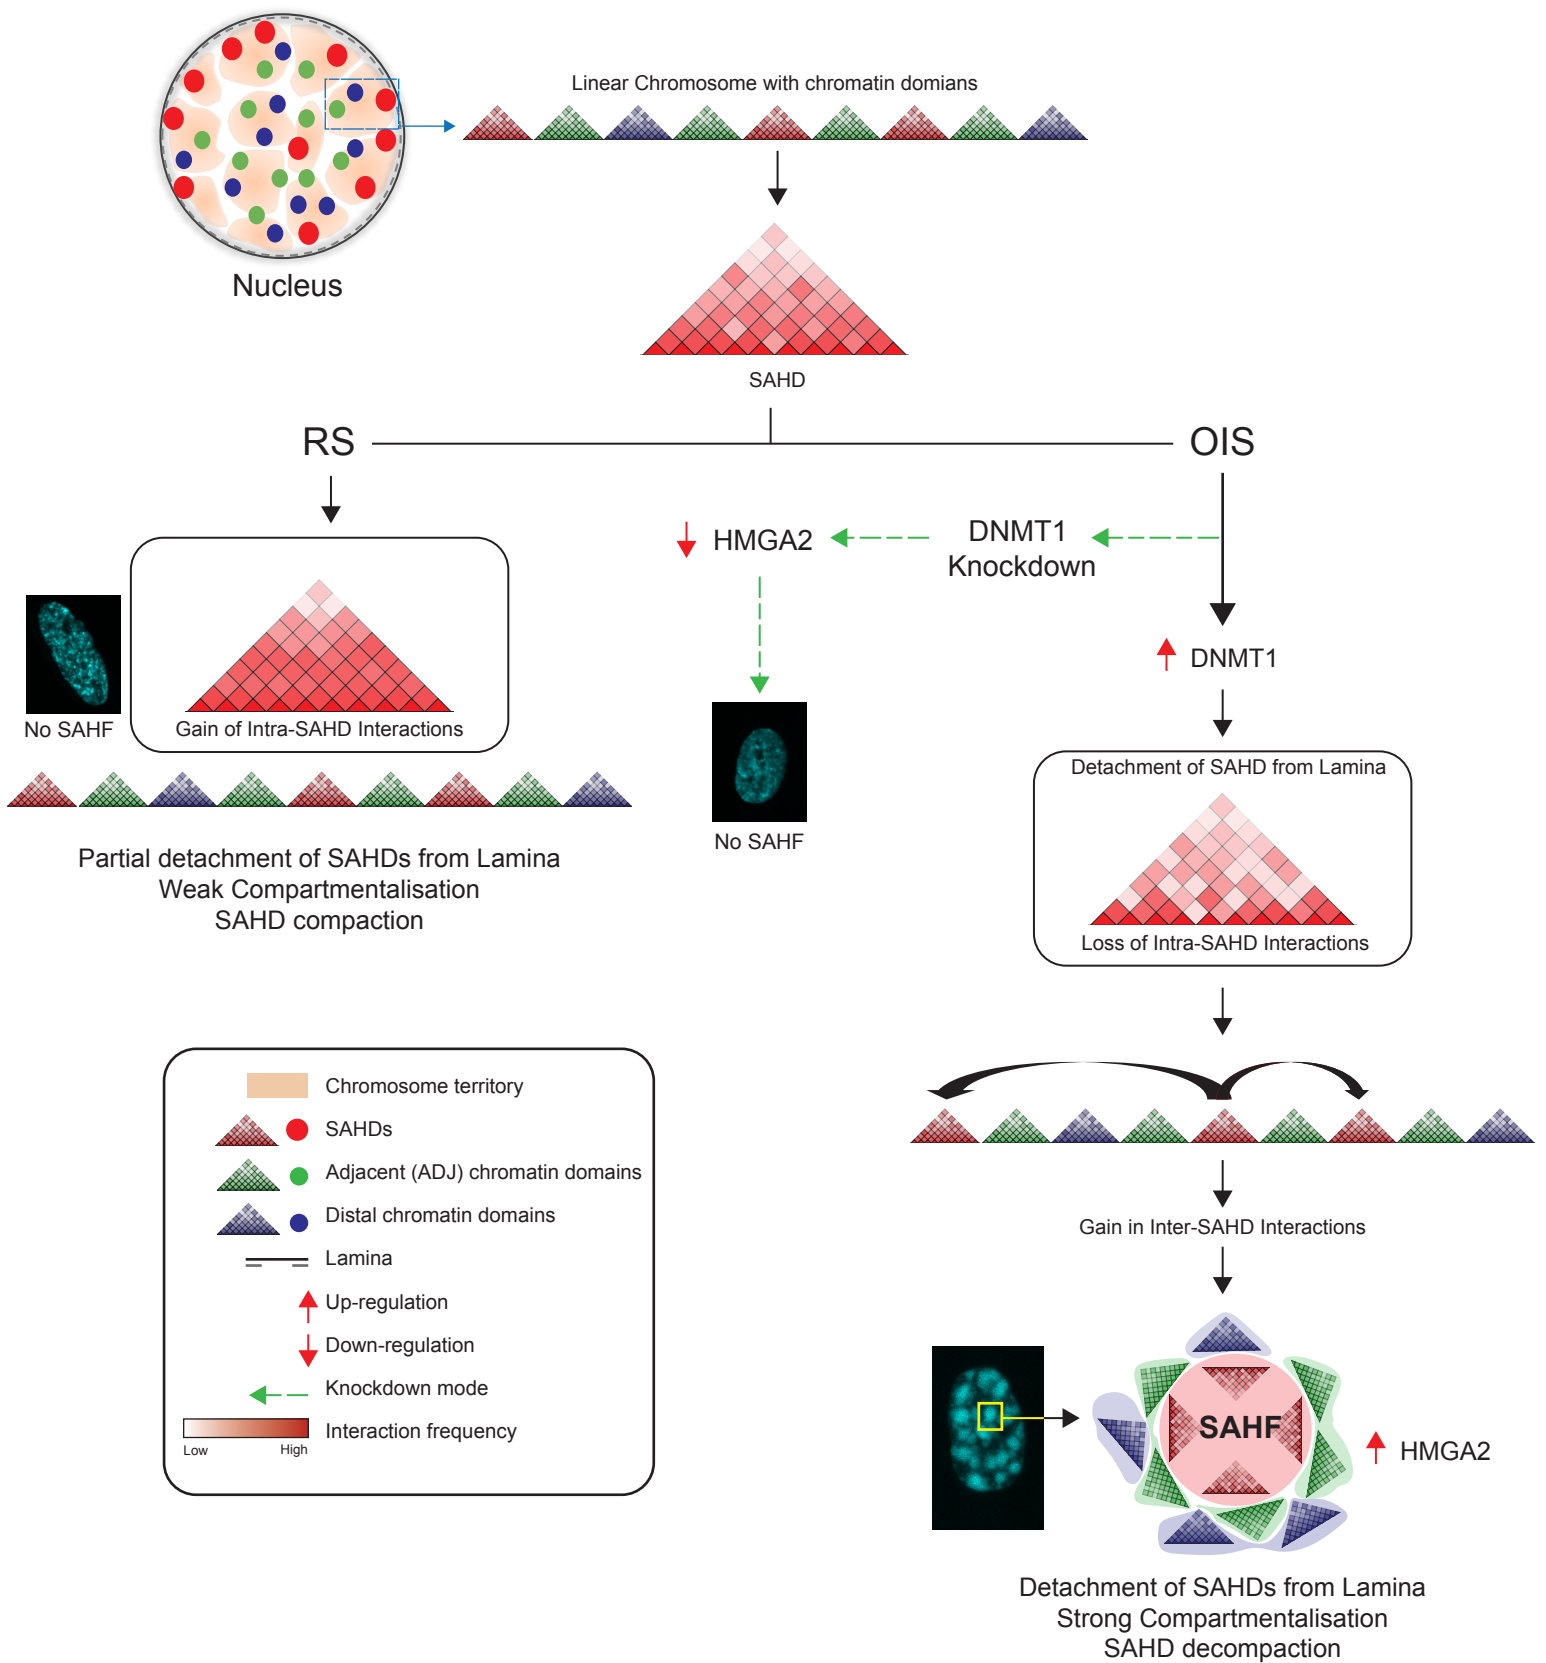 Linear Chromosome with chromatin domians
Nucleus
SAHD
RS
OIS
HMGA2
DNMT1
Knockdown
DNMT1
No SAHF
Gain of Intra-SAHD Interactions
No SAHF
Detachment of SAHD from Lamina
Loss of Intra-SAHD Interactions
Partial detachment of SAHDs from Lamina
Weak Compartmentalisation
SAHD compaction
Chromosome territory
SAHDs
Adjacent (ADJ) chromatin domains
Distal chromatin domains
Lamina
Up-regulation
Down-regulation
Knockdown mode
Interaction frequency
Low
High
Gain in Inter-SAHD Interactions
SAHF
HMGA2
Detachment of SAHDs from Lamina
Strong Compartmentalisation
SAHD decompaction